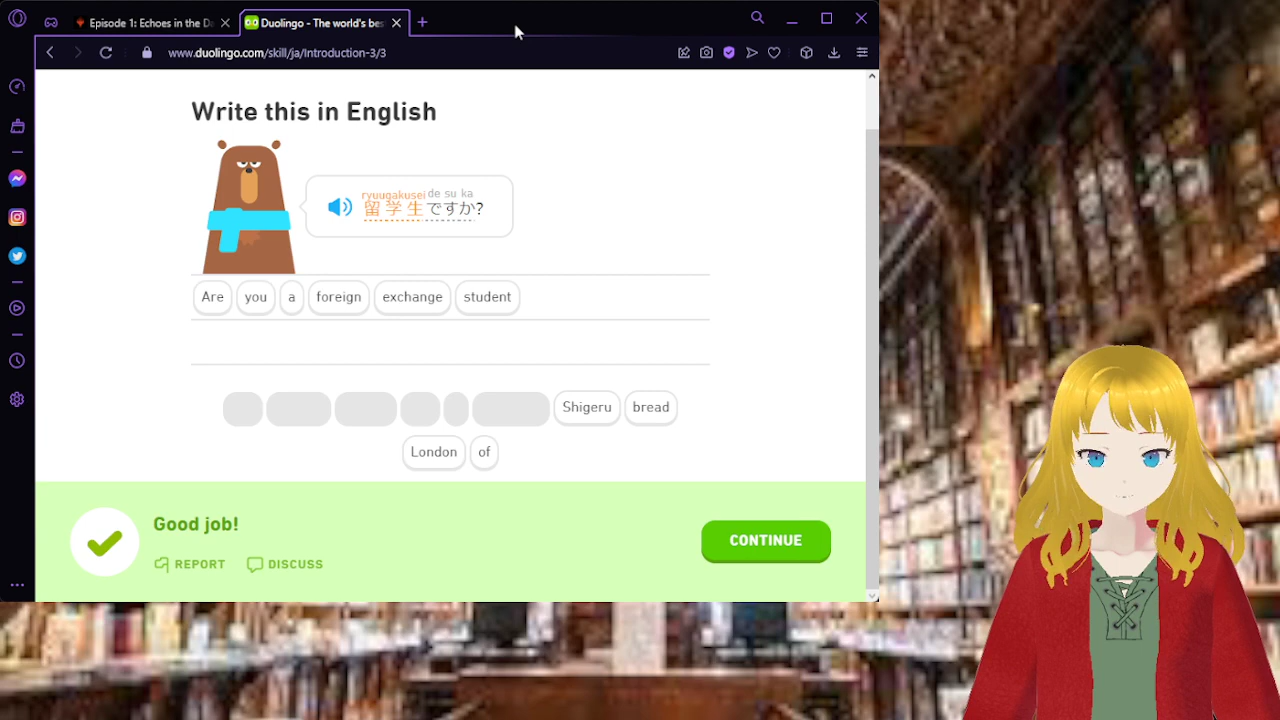 Episode 1: Echoes in the Da
Duolingo - The world's bes
www.duolingo.com/skill/ja/Introduction-3/3
Write this in English
ryuugakusei de su ka
留学生ですか?
Are you a foreign exchange student
Shigeru bread
London of
Good job!
REPORT DISCUSS
CONTINUE